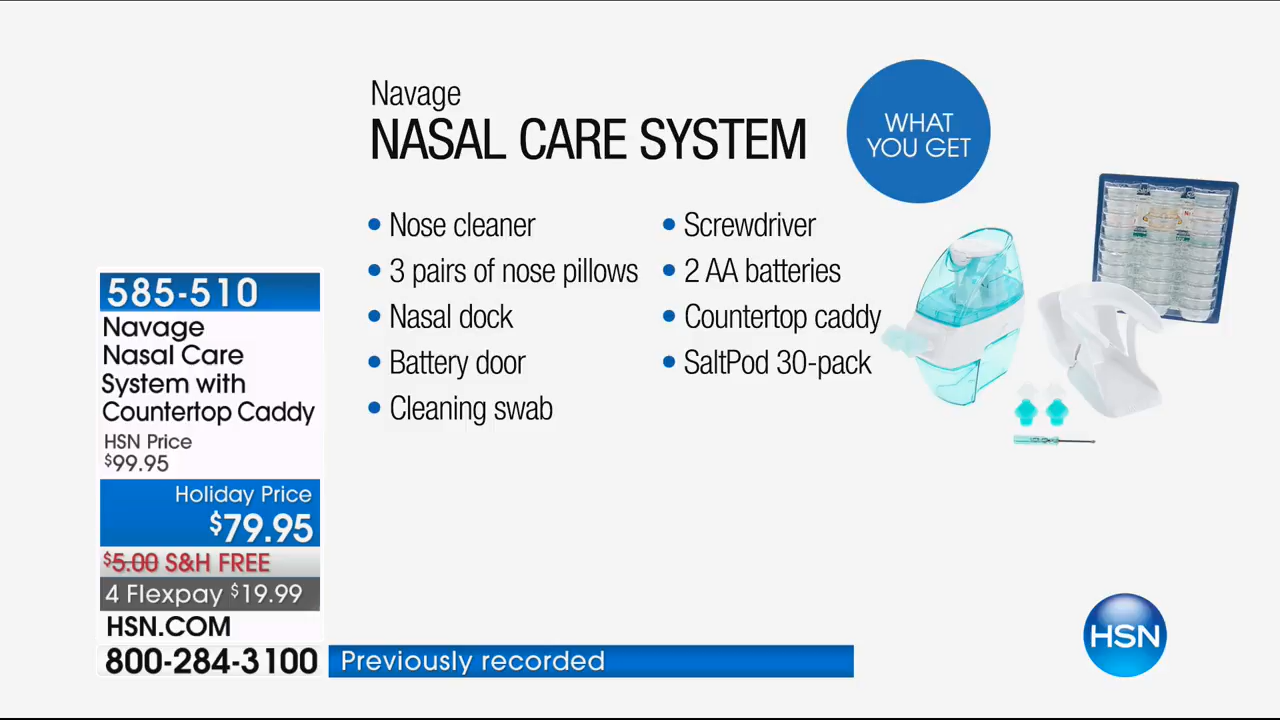 Navage
NASAL CARE SYSTEM
WHAT
YOU GET
• Nose cleaner
• 3 pairs of nose pillows
• Nasal dock
• Battery door
• Cleaning swab
• Screwdriver
• 2 AA batteries
• Countertop caddy
• SaltPod 30-pack
585-510
Navage
Nasal Care
System with
Countertop Caddy
HSN Price
$99.95
Holiday Price
$79.95
$5.00 S&H FREE
4 Flexpay $19.99
HSN.COM
800-284-3100
Previously recorded
HSN